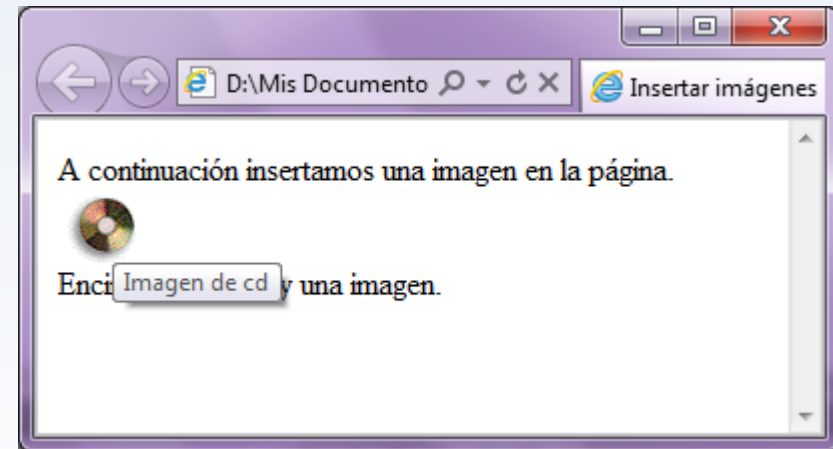 D:\Mis Documento
Insertar imágenes
A continuación insertamos una imagen en la página.
Imagen de cd
Enci y una imagen.